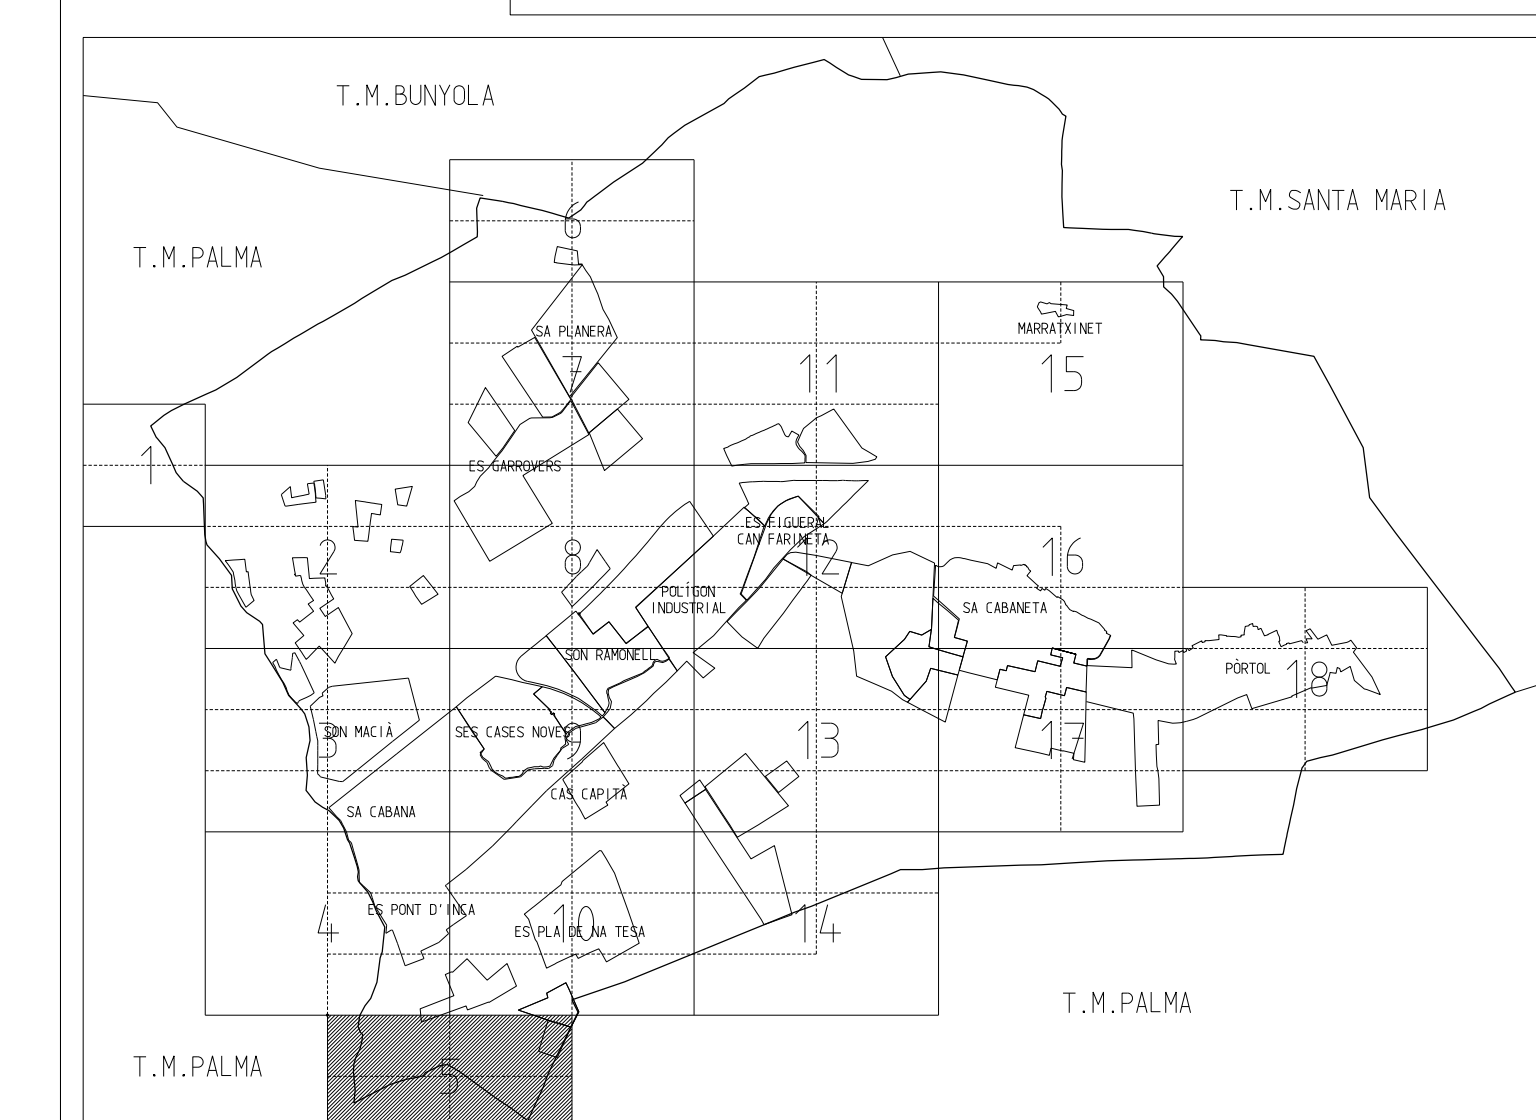 T.M.BUNYOLA
T.M.SANTA MARIA
T.M.PALMA
6
SA PLANERA
MARRATXINET
7
11
15
1
ES GARROVERS
ES FIGUERAL
CAN FARINETA
2
8
12
16
POLÍGON
INDUSTRIAL
SA CABANETA
SON RAMONELL
PÒRTOL
18
SON MACIÀ
3
SES CASES NOVES
9
13
17
CAS CAPITÀ
SA CABANA
ES PONT D'INCA
4
10
ES PLA DE NA TESA
14
T.M.PALMA
T.M.PALMA
5